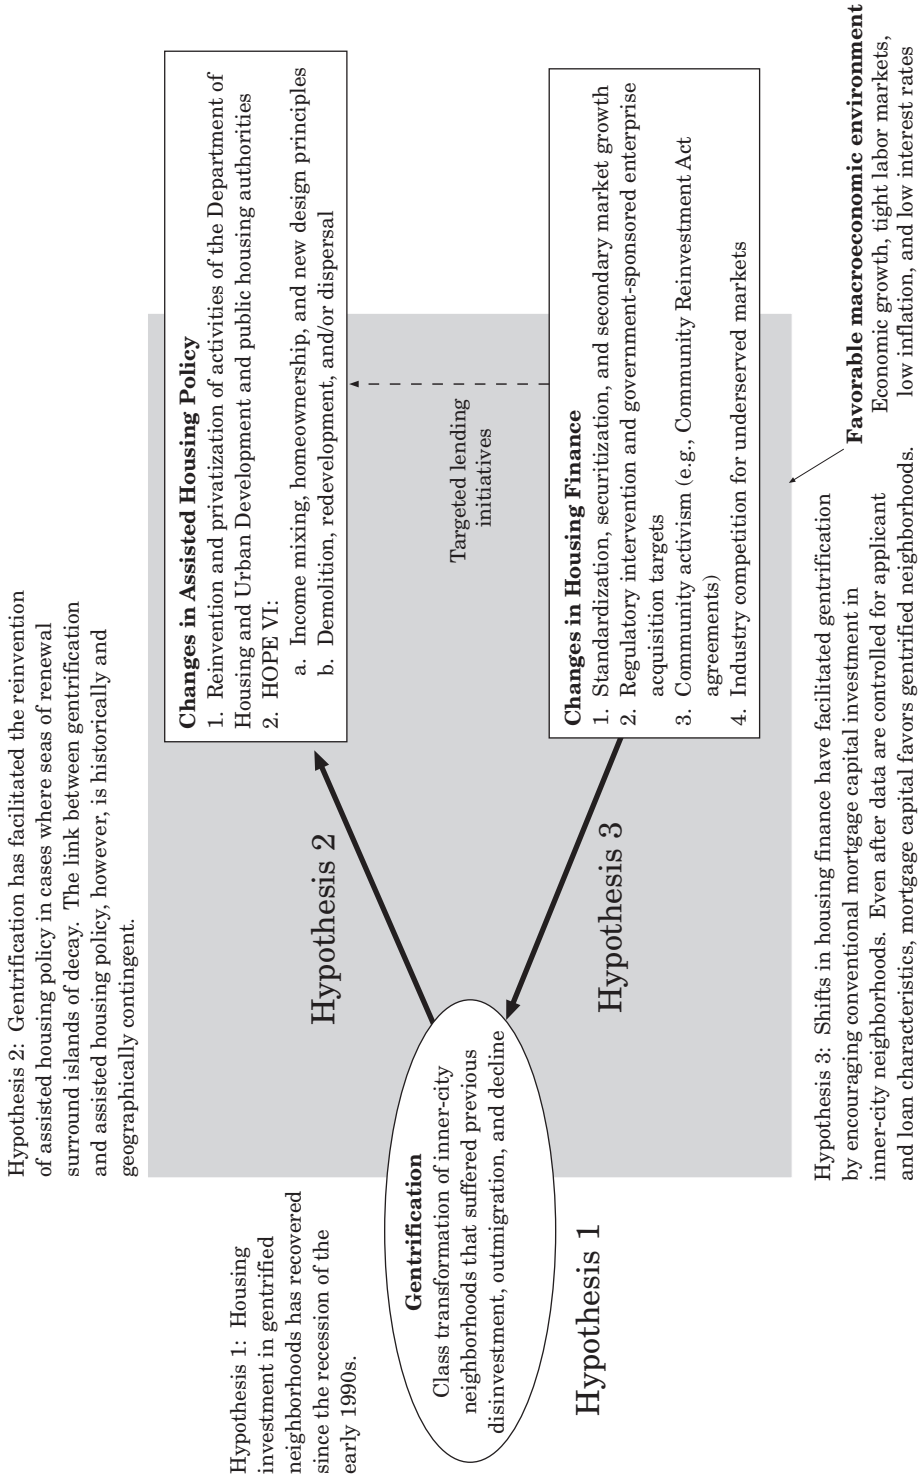 Hypothesis 2: Gentrification has facilitated the reinvention
of assisted housing policy in cases where seas of renewal
surround islands of decay. The link between gentrification
and assisted housing policy, however, is historically and
geographically contingent.
Changes in Assisted Housing Policy
1. Reinvention and privatization of activities of the Department of
Housing and Urban Development and public housing authorities
2. HOPE VI:
a. Income mixing, homeownership, and new design principles
b. Demolition, redevelopment, and/or dispersal
Hypothesis 1: Housing
investment in gentrified
neighborhoods has recovered
since the recession of the
early 1990s.
Hypothesis 2
Targeted lending
initiatives
Gentrification
Class transformation of inner-city
neighborhoods that suffered previous
disinvestment, outmigration, and decline
Hypothesis 1
Hypothesis 3
Changes in Housing Finance
1. Standardization, securitization, and secondary market growth
2. Regulatory intervention and government-sponsored enterprise
acquisition targets
3. Community activism (e.g., Community Reinvestment Act
agreements)
4. Industry competition for underserved markets
Hypothesis 3: Shifts in housing finance have facilitated gentrification
by encouraging conventional mortgage capital investment in
inner-city neighborhoods. Even after data are controlled for applicant
and loan characteristics, mortgage capital favors gentrified neighborhoods.
Favorable macroeconomic environment
Economic growth, tight labor markets,
low inflation, and low interest rates